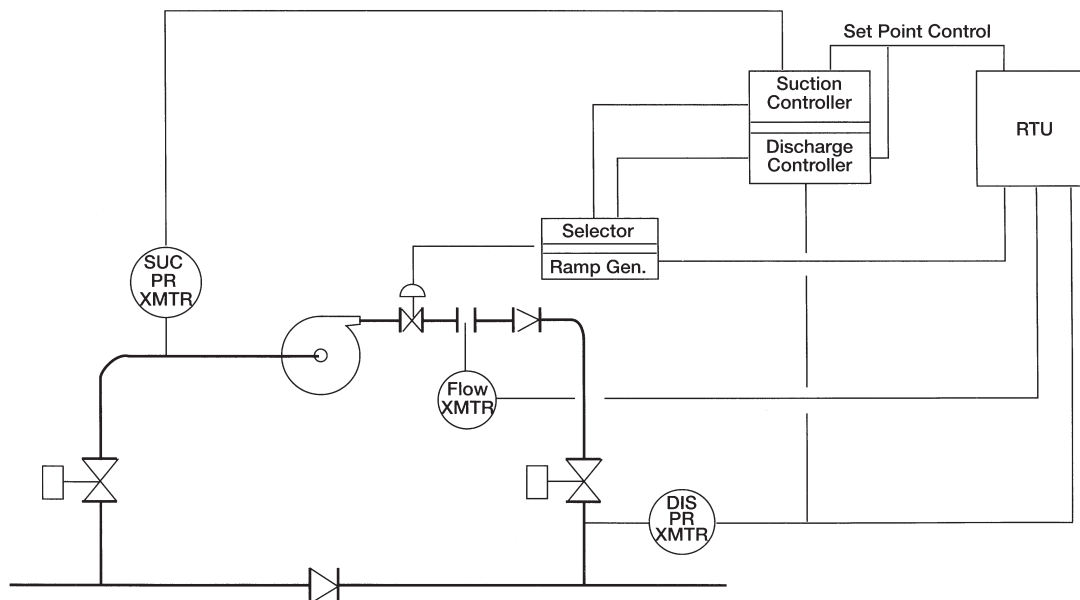 Set Point Control
Suction
Controller
Discharge
Controller
RTU
Selector
Ramp Gen.
SUC
PR
XMTR
Flow
XMTR
DIS
PR
XMTR